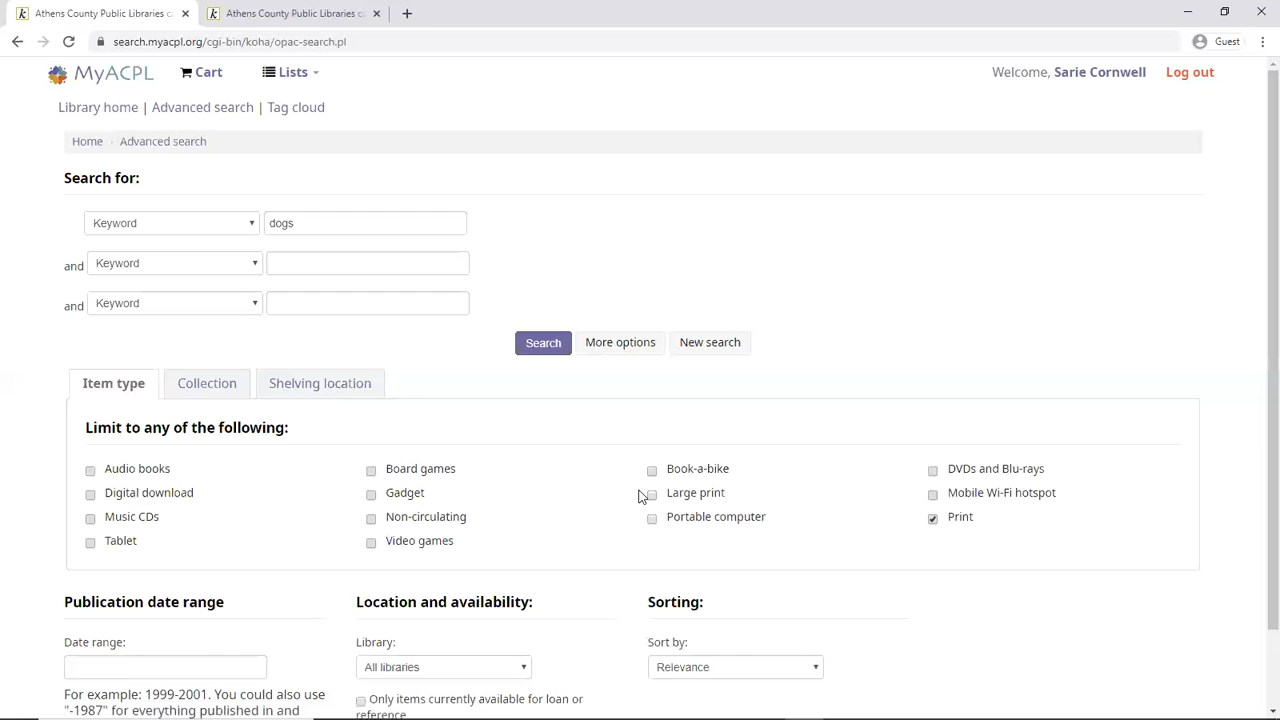 Athens County Public Libraries ca
Athens County Public Libraries ca
search.myacpl.org/cgi-bin/koha/opac-search.pl
Guest
MyACPL
Cart
Lists
Welcome, Sarie Cornwell
Log out
Library home | Advanced search | Tag cloud
Home
Advanced search
Search for:
Keyword
dogs
and
Keyword
and
Keyword
Search
More options
New search
Item type
Collection
Shelving location
Limit to any of the following:
Audio books
Board games
Book-a-bike
DVDs and Blu-rays
Digital download
Gadget
Large print
Mobile Wi-Fi hotspot
Music CDs
Non-circulating
Portable computer
Print
Tablet
Video games
Publication date range
Location and availability:
Sorting:
Date range:
Library:
Sort by:
All libraries
Relevance
For example: 1999-2001. You could also use
"-1987" for everything published in and
Only items currently available for loan or
reference